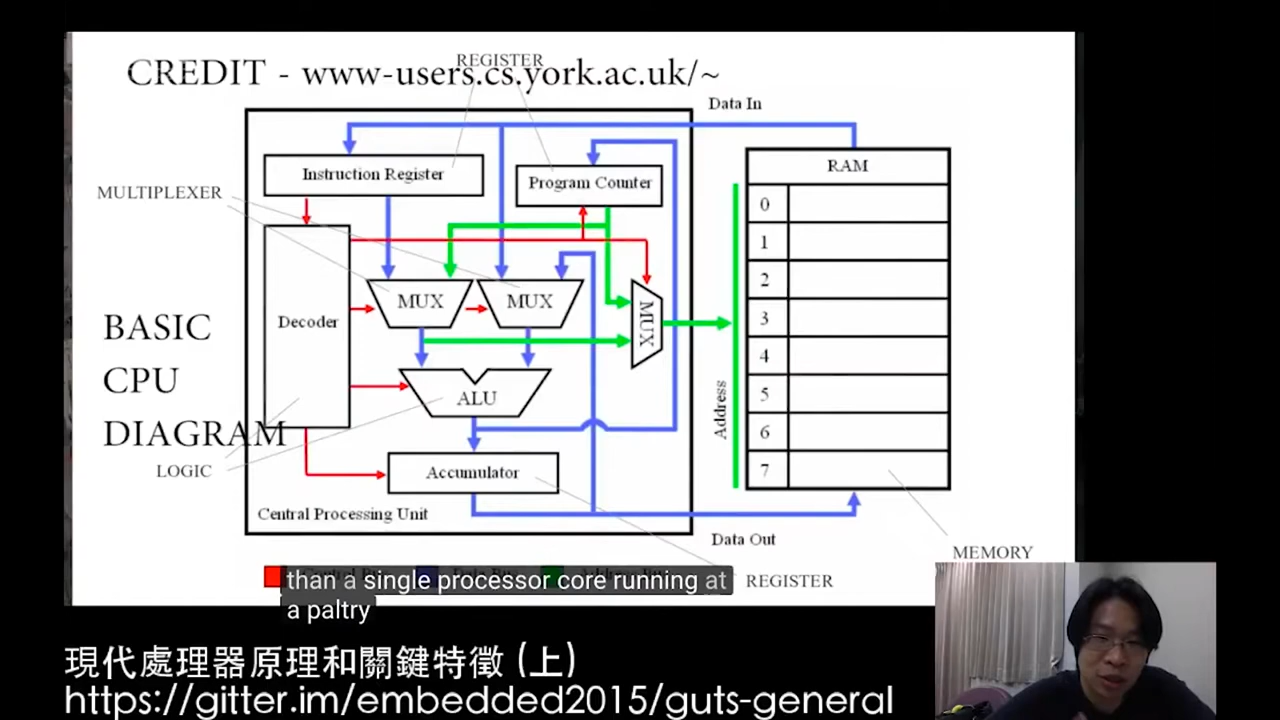 REGISTER
CREDIT - www-users.cs.york.ac.uk/~
Data In
Instruction Register
Program Counter
RAM
MULTIPLEXER
0
1
2
3
4
5
6
7
MUX
MUX
MUX
Decoder
BASIC
CPU
DIAGRAM
ALU
Address
LOGIC
Accumulator
Central Processing Unit
Data Out
MEMORY
REGISTER
than a single processor core running at
a paltry
現代處理器原理和關鍵特徵 (上)
https://gitter.im/embedded2015/guts-general